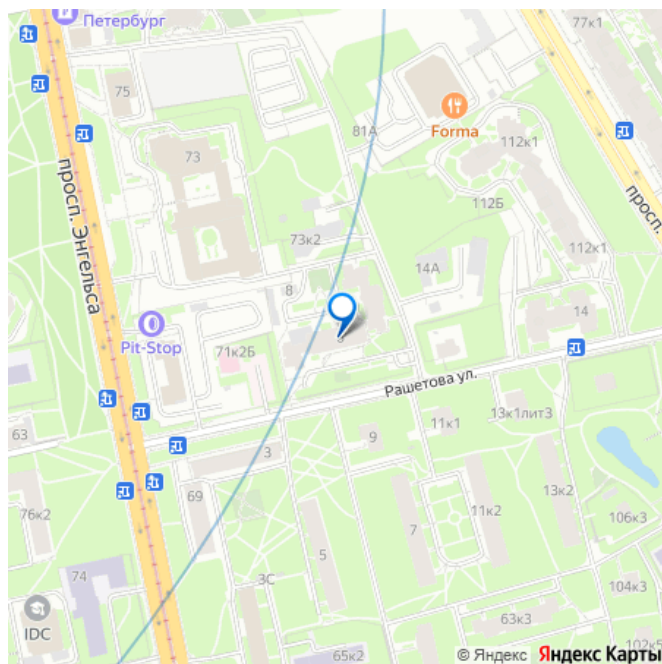 Петербург
77к1
75
81А
Forma
112к1
73
просп. Энгельса
112Б
просп.
73к2
112к1
14А
8
14
Pit-Stop
71к2Б
Рашетова ул.
13к1лит3
11к1
63
9
3
13к2
69
11к2
106к3
76к2
7
5
104к3
74
3С
63к3
IDC
102к5
65к2
© Яндекс Яндекс Карты